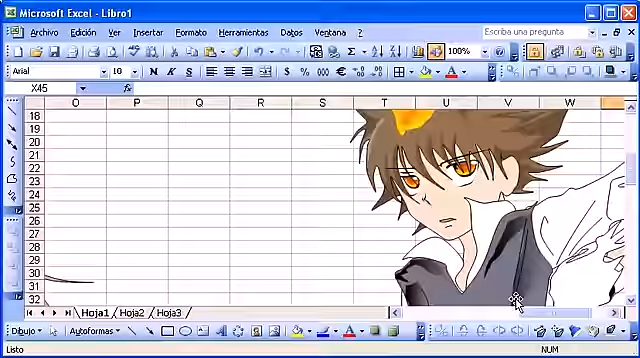 Microsoft Excel - Libro1
Archivo Edición Ver Insertar Formato Herramientas Datos Ventana ? Escriba una pregunta
100%
Arial 10 N K S $ % 000 €
X45 fx
O P Q R S T U V W
18
19
20
21
22
23
24
25
26
27
28
29
30
31
32
Hoja1 Hoja2 Hoja3
Dibujo Autoformas
Listo NUM